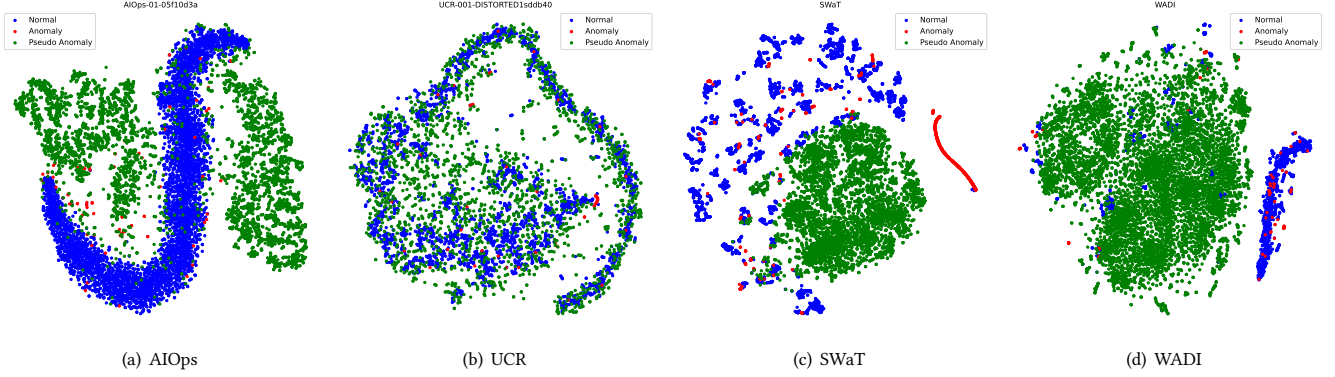 AIOps-01-05f10d3a
Normal
Anomaly
Pseudo Anomaly
(a) AIOps
UCR-001-DISTORTED1sddb40
Normal
Anomaly
Pseudo Anomaly
(b) UCR
SWaT
Normal
Anomaly
Pseudo Anomaly
(c) SWaT
WADI
Normal
Anomaly
Pseudo Anomaly
(d) WADI